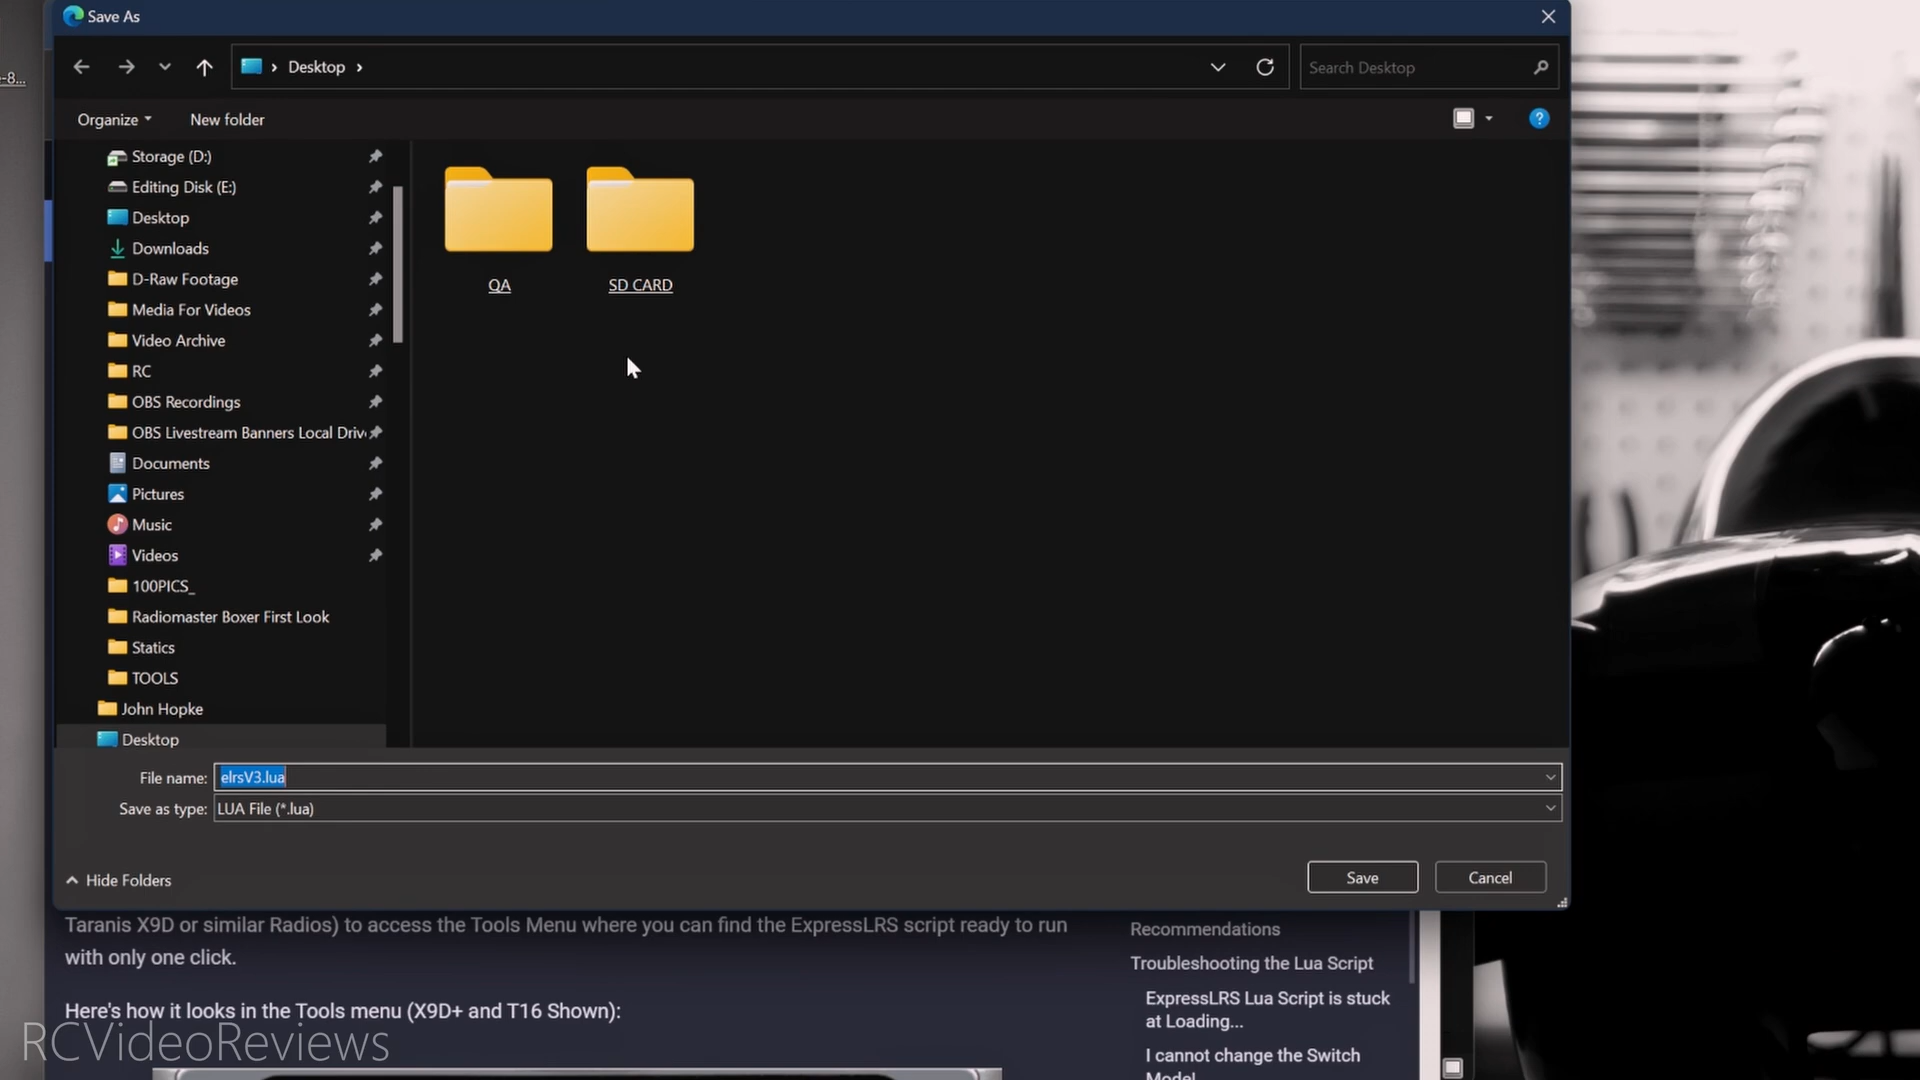 Save As
-8...
Desktop
Search Desktop
Organize
New folder
?
Storage (D:)
Editing Disk (E:)
Desktop
Downloads
D-Raw Footage
Media For Videos
Video Archive
RC
OBS Recordings
OBS Livestream Banners Local Driv
Documents
Pictures
Music
Videos
100PICS_
Radiomaster Boxer First Look
Statics
TOOLS
John Hopke
Desktop
QA
SD CARD
File name:
elrsV3.lua
Save as type:
LUA File (*.lua)
Hide Folders
Save
Cancel
Taranis X9D or similar Radios) to access the Tools Menu where you can find the ExpressLRS script ready to run
with only one click.
Here's how it looks in the Tools menu (X9D+ and T16 Shown):
Recommendations
Troubleshooting the Lua Script
ExpressLRS Lua Script is stuck
at Loading...
I cannot change the Switch
Mode!
RCVideoReviews